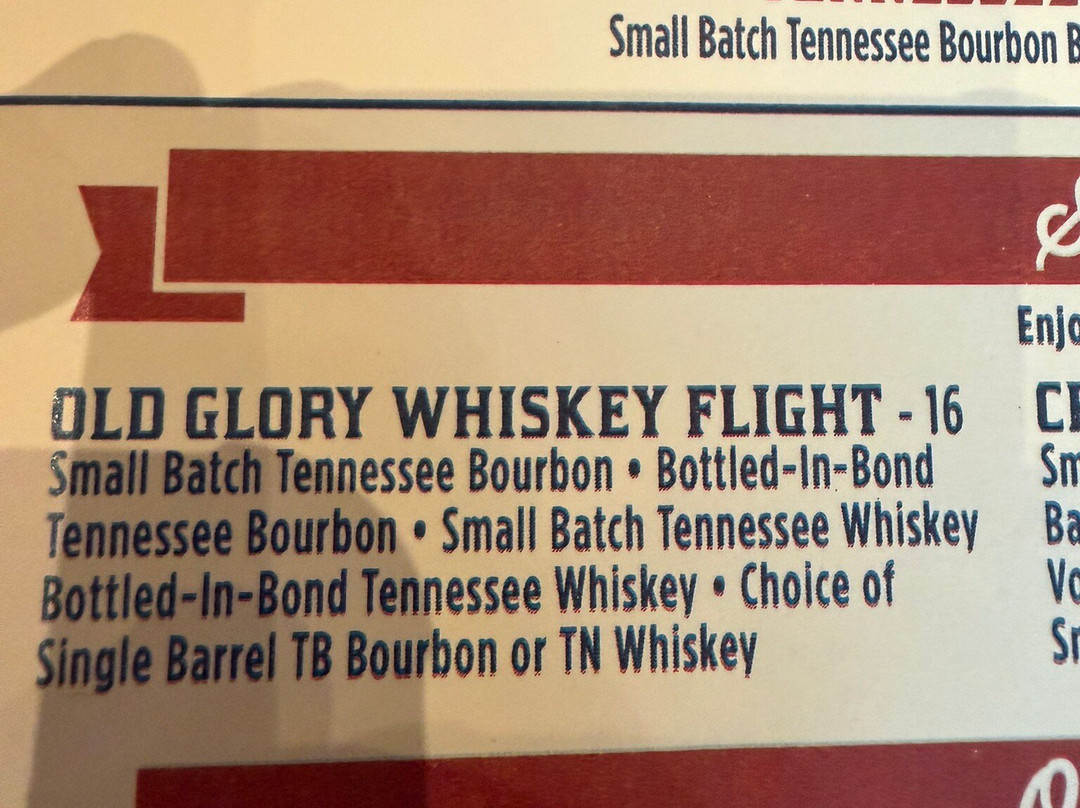 Small Batch Tennessee Bourbon
Enjo
OLD GLORY WHISKEY FLIGHT - 16
Small Batch Tennessee Bourbon • Bottled-In-Bond
Tennessee Bourbon • Small Batch Tennessee Whiskey
Bottled-In-Bond Tennessee Whiskey • Choice of
Single Barrel TB Bourbon or TN Whiskey